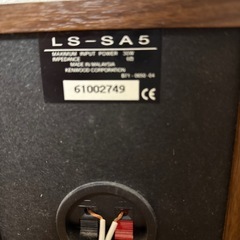 LS-SA5
MAXIMUM INPUT POWER 30W
IMPEDANCE 6Ω
MADE IN MALAYSIA
KENWOOD CORPORATION
61002749
CE